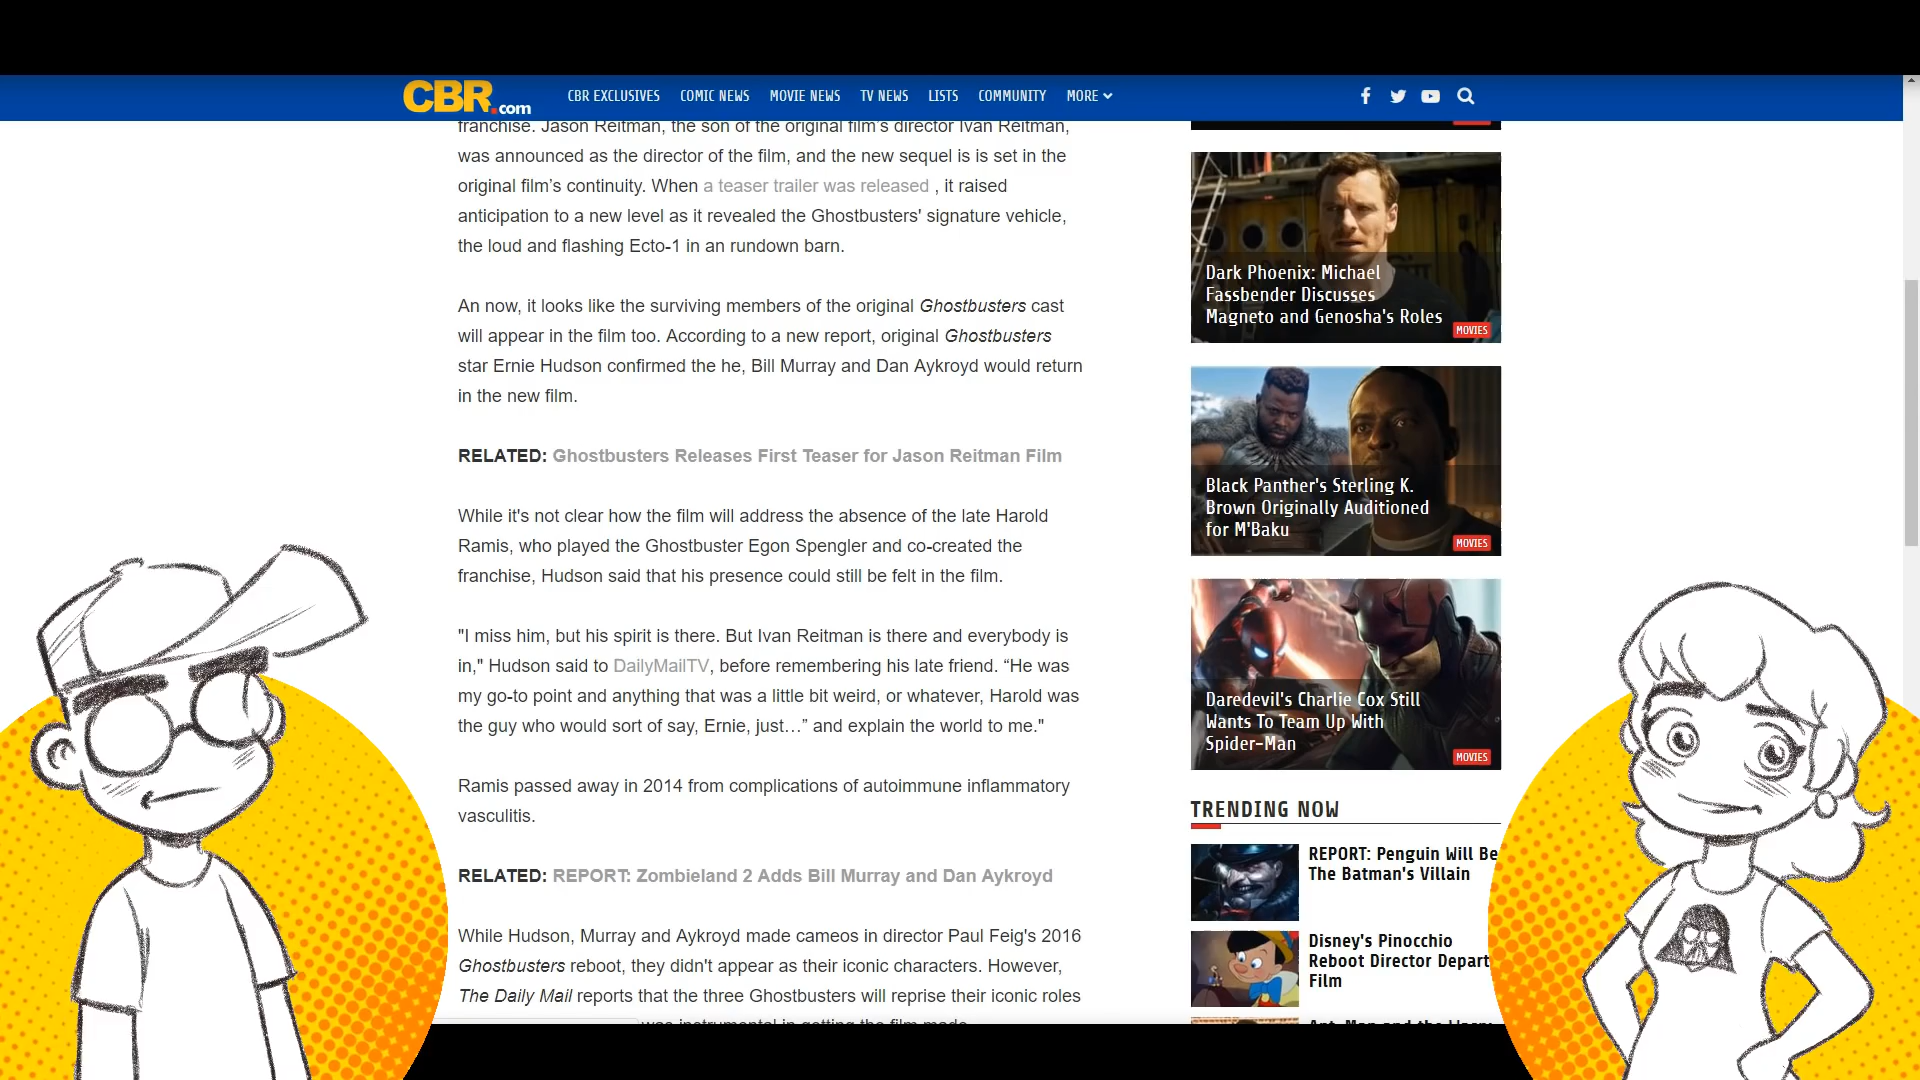 CBR.com
CBR EXCLUSIVES COMIC NEWS MOVIE NEWS TV NEWS LISTS COMMUNITY MORE
franchise. Jason Reitman, the son of the original film's director Ivan Reitman,
was announced as the director of the film, and the new sequel is is set in the
original film's continuity. When a teaser trailer was released , it raised
anticipation to a new level as it revealed the Ghostbusters' signature vehicle,
the loud and flashing Ecto-1 in an rundown barn.
An now, it looks like the surviving members of the original Ghostbusters cast
will appear in the film too. According to a new report, original Ghostbusters
star Ernie Hudson confirmed the he, Bill Murray and Dan Aykroyd would return
in the new film.
RELATED: Ghostbusters Releases First Teaser for Jason Reitman Film
While it's not clear how the film will address the absence of the late Harold
Ramis, who played the Ghostbuster Egon Spengler and co-created the
franchise, Hudson said that his presence could still be felt in the film.
"I miss him, but his spirit is there. But Ivan Reitman is there and everybody is
in," Hudson said to DailyMailTV, before remembering his late friend. “He was
my go-to point and anything that was a little bit weird, or whatever, Harold was
the guy who would sort of say, Ernie, just…” and explain the world to me."
Ramis passed away in 2014 from complications of autoimmune inflammatory
vasculitis.
RELATED: REPORT: Zombieland 2 Adds Bill Murray and Dan Aykroyd
While Hudson, Murray and Aykroyd made cameos in director Paul Feig's 2016
Ghostbusters reboot, they didn't appear as their iconic characters. However,
The Daily Mail reports that the three Ghostbusters will reprise their iconic roles
was instrumental in getting the film made
Dark Phoenix: Michael
Fassbender Discusses
Magneto and Genosha's Roles
MOVIES
Black Panther's Sterling K.
Brown Originally Auditioned
for M'Baku
MOVIES
Daredevil's Charlie Cox Still
Wants To Team Up With
Spider-Man
MOVIES
TRENDING NOW
REPORT: Penguin Will Be
The Batman's Villain
Disney's Pinocchio
Reboot Director Depart
Film
Ant-Man and the Wasp